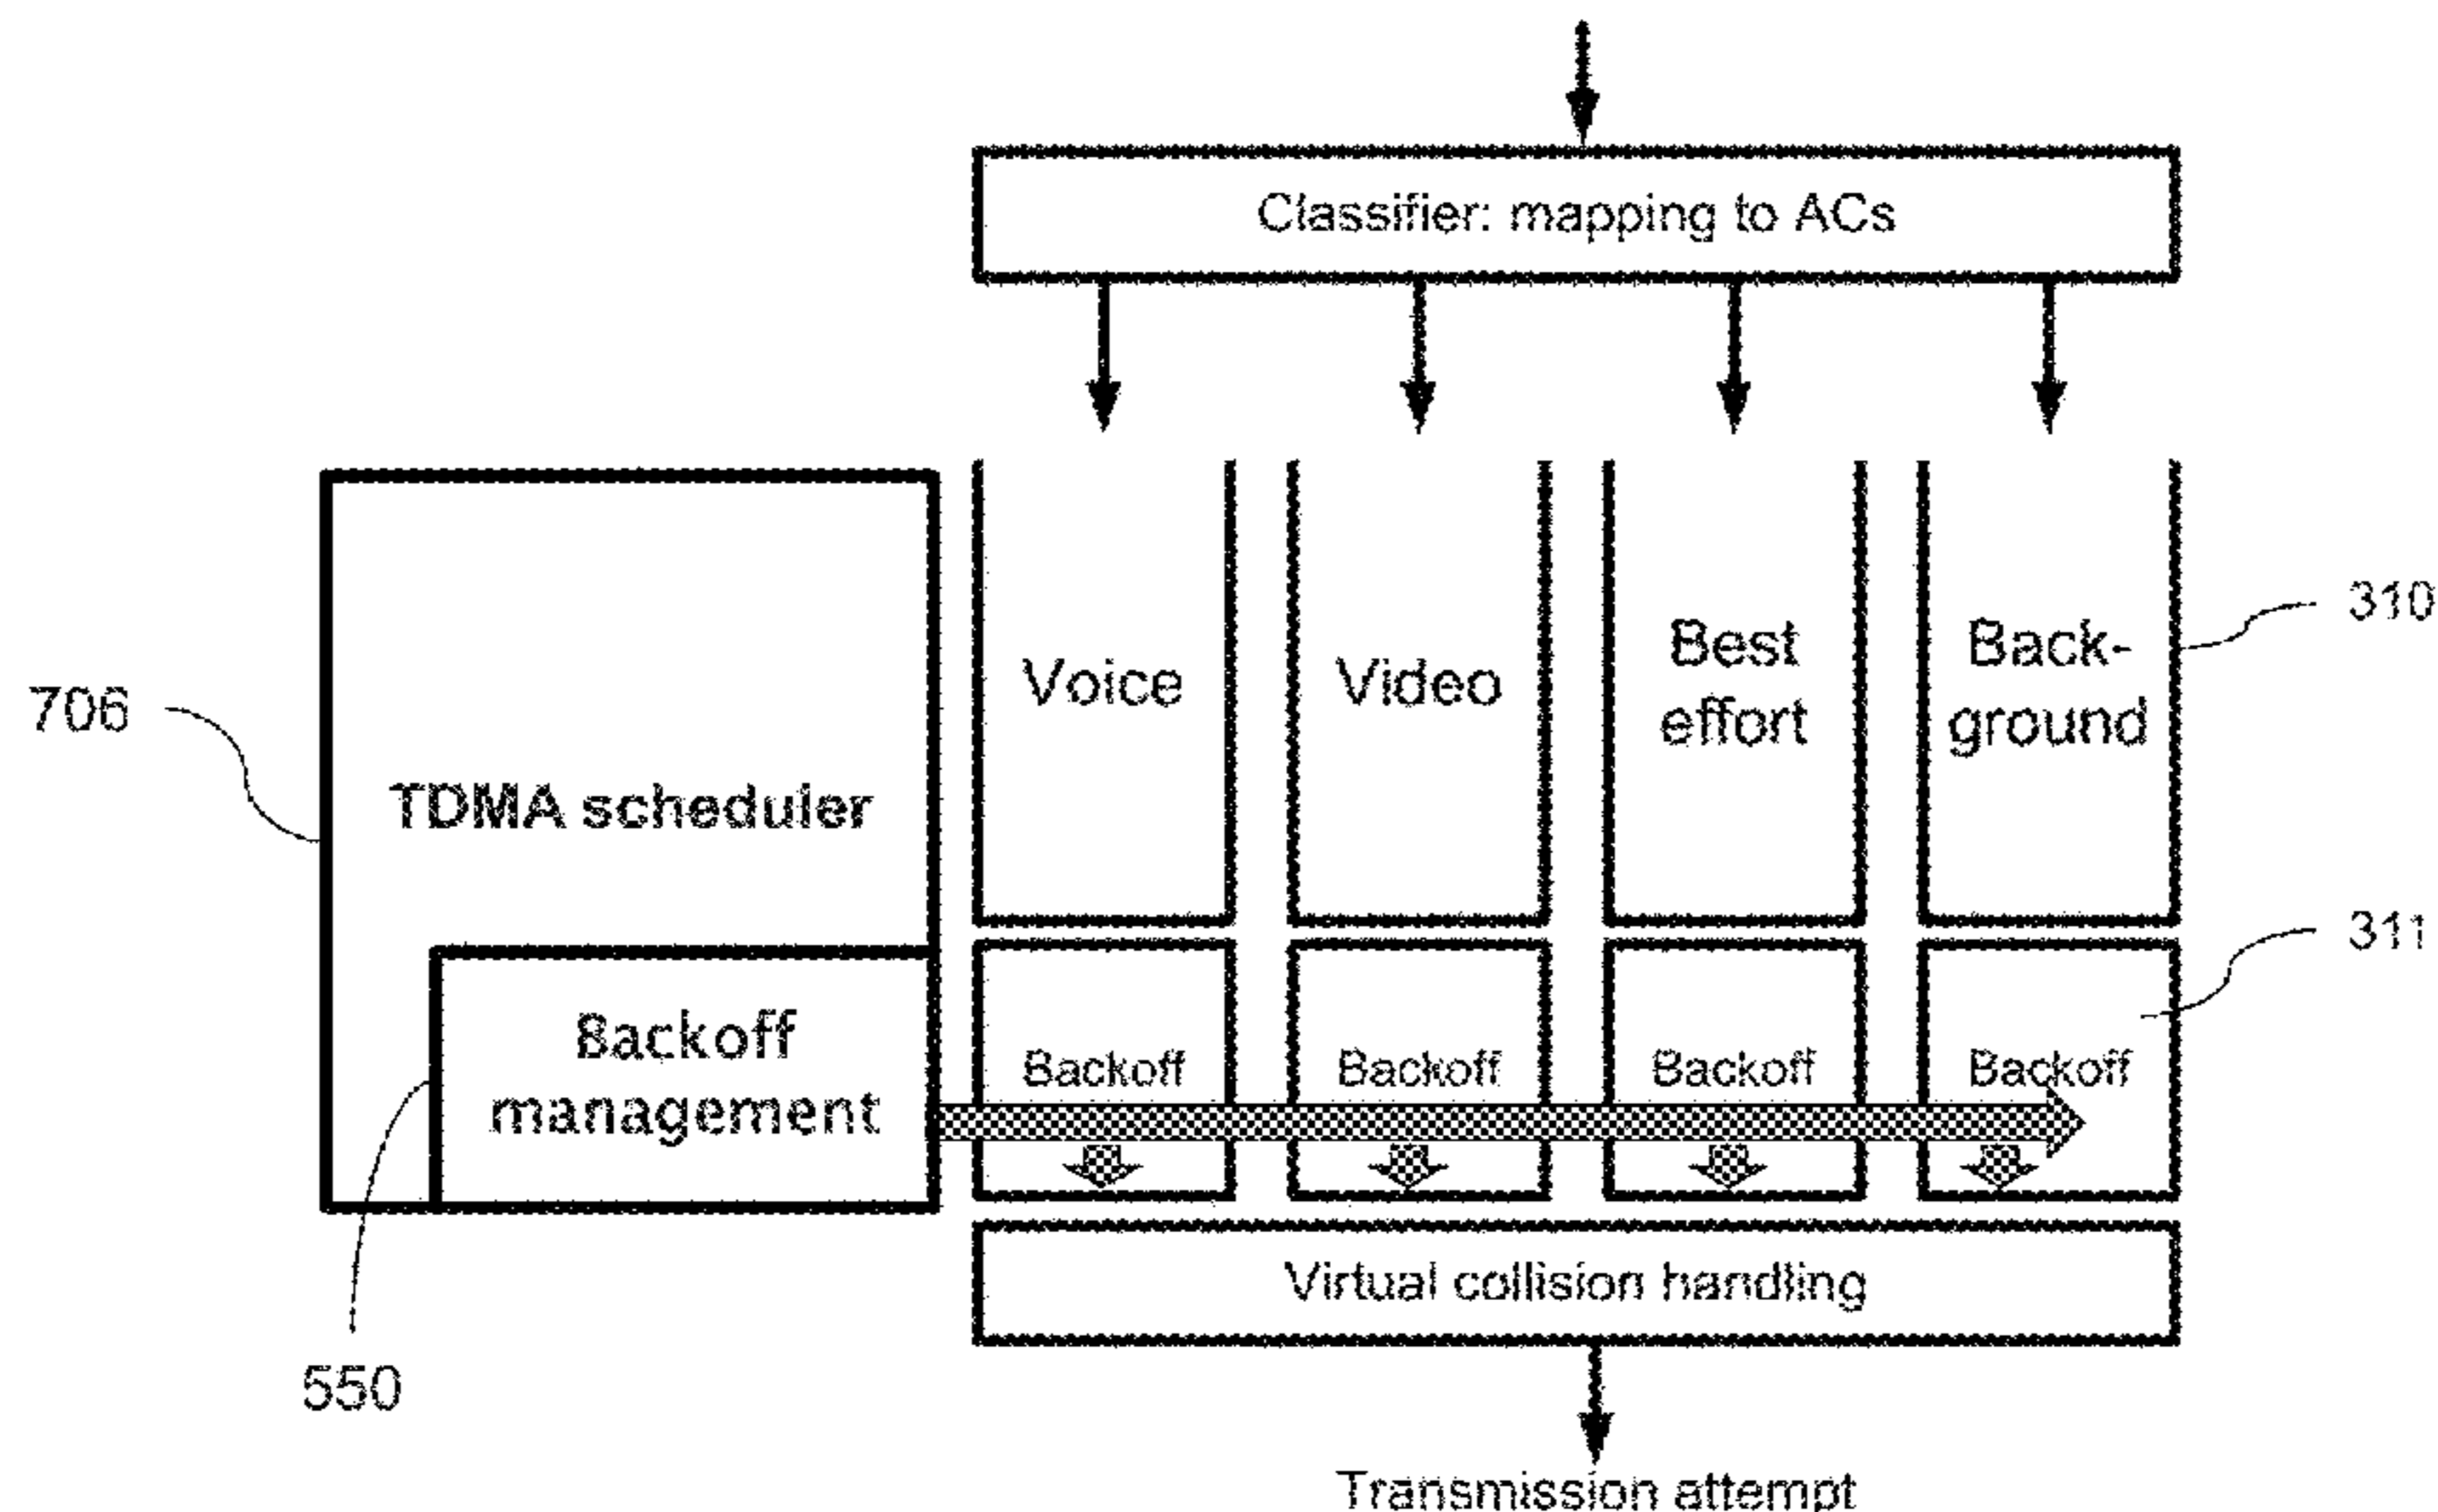 Classifier: mapping to ACs
310
Voice
Video
Best
effort
Back-
ground
706
TDMA scheduler
311
Backoff
management
Backoff
Backoff
Backoff
Backoff
Virtual collision handling
550
Transmission attempt